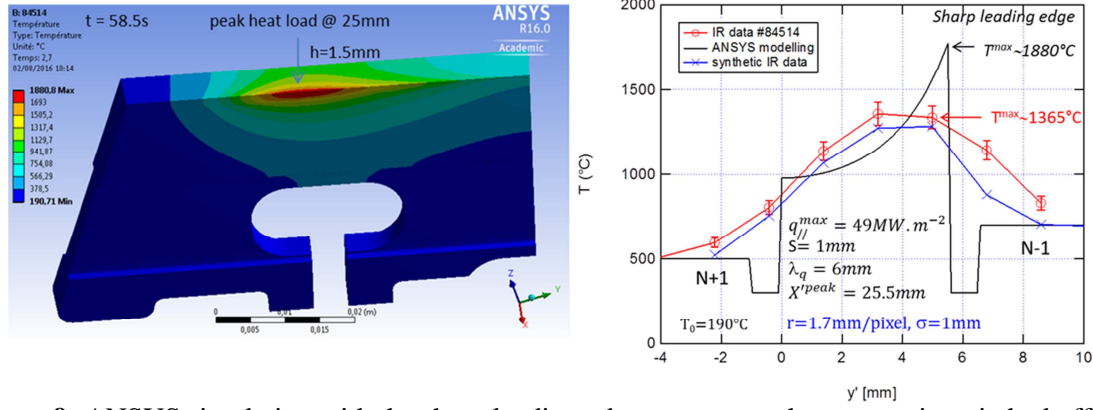 B: 84514
Température
Type: Température
Unité: °C
Temps: 2,7
02/08/2016 10:14
t = 58.5s
peak heat load @ 25mm
h=1.5mm
ANSYS
R16.0
Academic
1880,8 Max
1693
1505,2
1317,4
1129,7
941,87
754,08
566,29
378,5
190,71 Min
0
0,01
0,02 (m)
0,005
0,015
Z
Y
X
2000
1500
1000
500
0
T (°C)
IR data #84514
ANSYS modelling
synthetic IR data
Sharp leading edge
Tmax~1880°C
Tmax~1365°C
q//max = 49MW.m-2
S= 1mm
λq = 6mm
X'peak = 25.5mm
N+1
N-1
T0=190°C
r=1.7mm/pixel, σ=1mm
-4 -2 0 2 4 6 8 10
y' [mm]